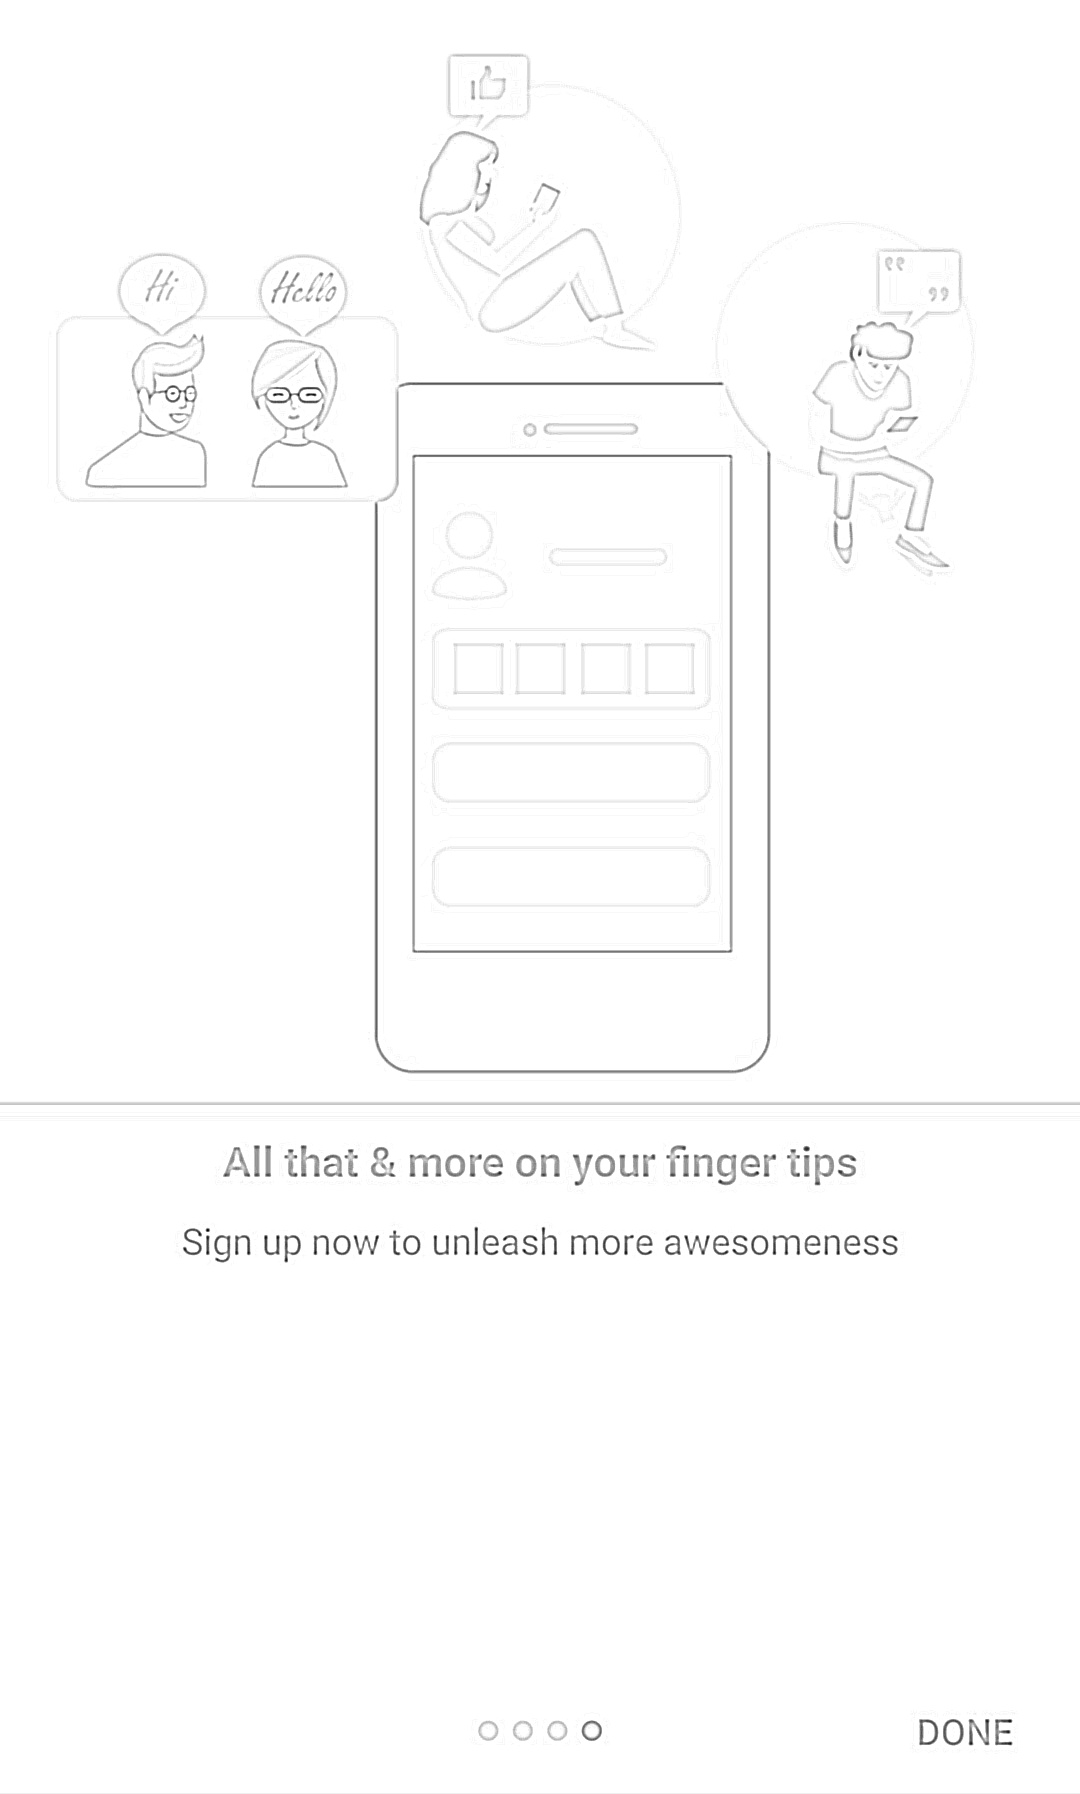 Hi
Hello
All that & more on your finger tips
Sign up now to unleash more awesomeness
DONE